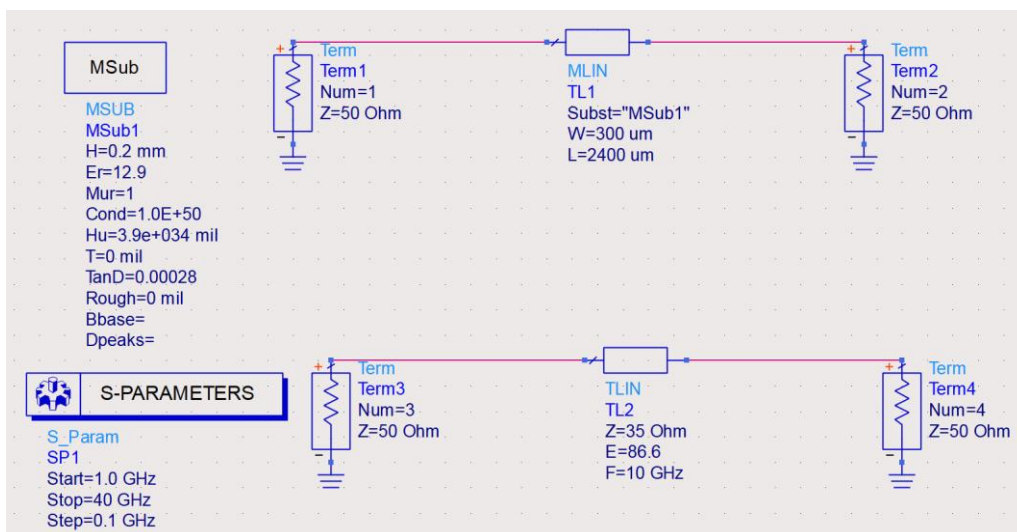 MSub
MSUB
MSub1
H=0.2 mm
Er=12.9
Mur=1
Cond=1.0E+50
Hu=3.9e+034 mil
T=0 mil
TanD=0.00028
Rough=0 mil
Bbase=
Dpeaks=
+
Term
Term1
Num=1
Z=50 Ohm
-
MLIN
TL1
Subst="MSub1"
W=300 um
L=2400 um
+
Term
Term2
Num=2
Z=50 Ohm
-
S-PARAMETERS
S_Param
SP1
Start=1.0 GHz
Stop=40 GHz
Step=0.1 GHz
+
Term
Term3
Num=3
Z=50 Ohm
-
TLIN
TL2
Z=35 Ohm
E=86.6
F=10 GHz
+
Term
Term4
Num=4
Z=50 Ohm
-